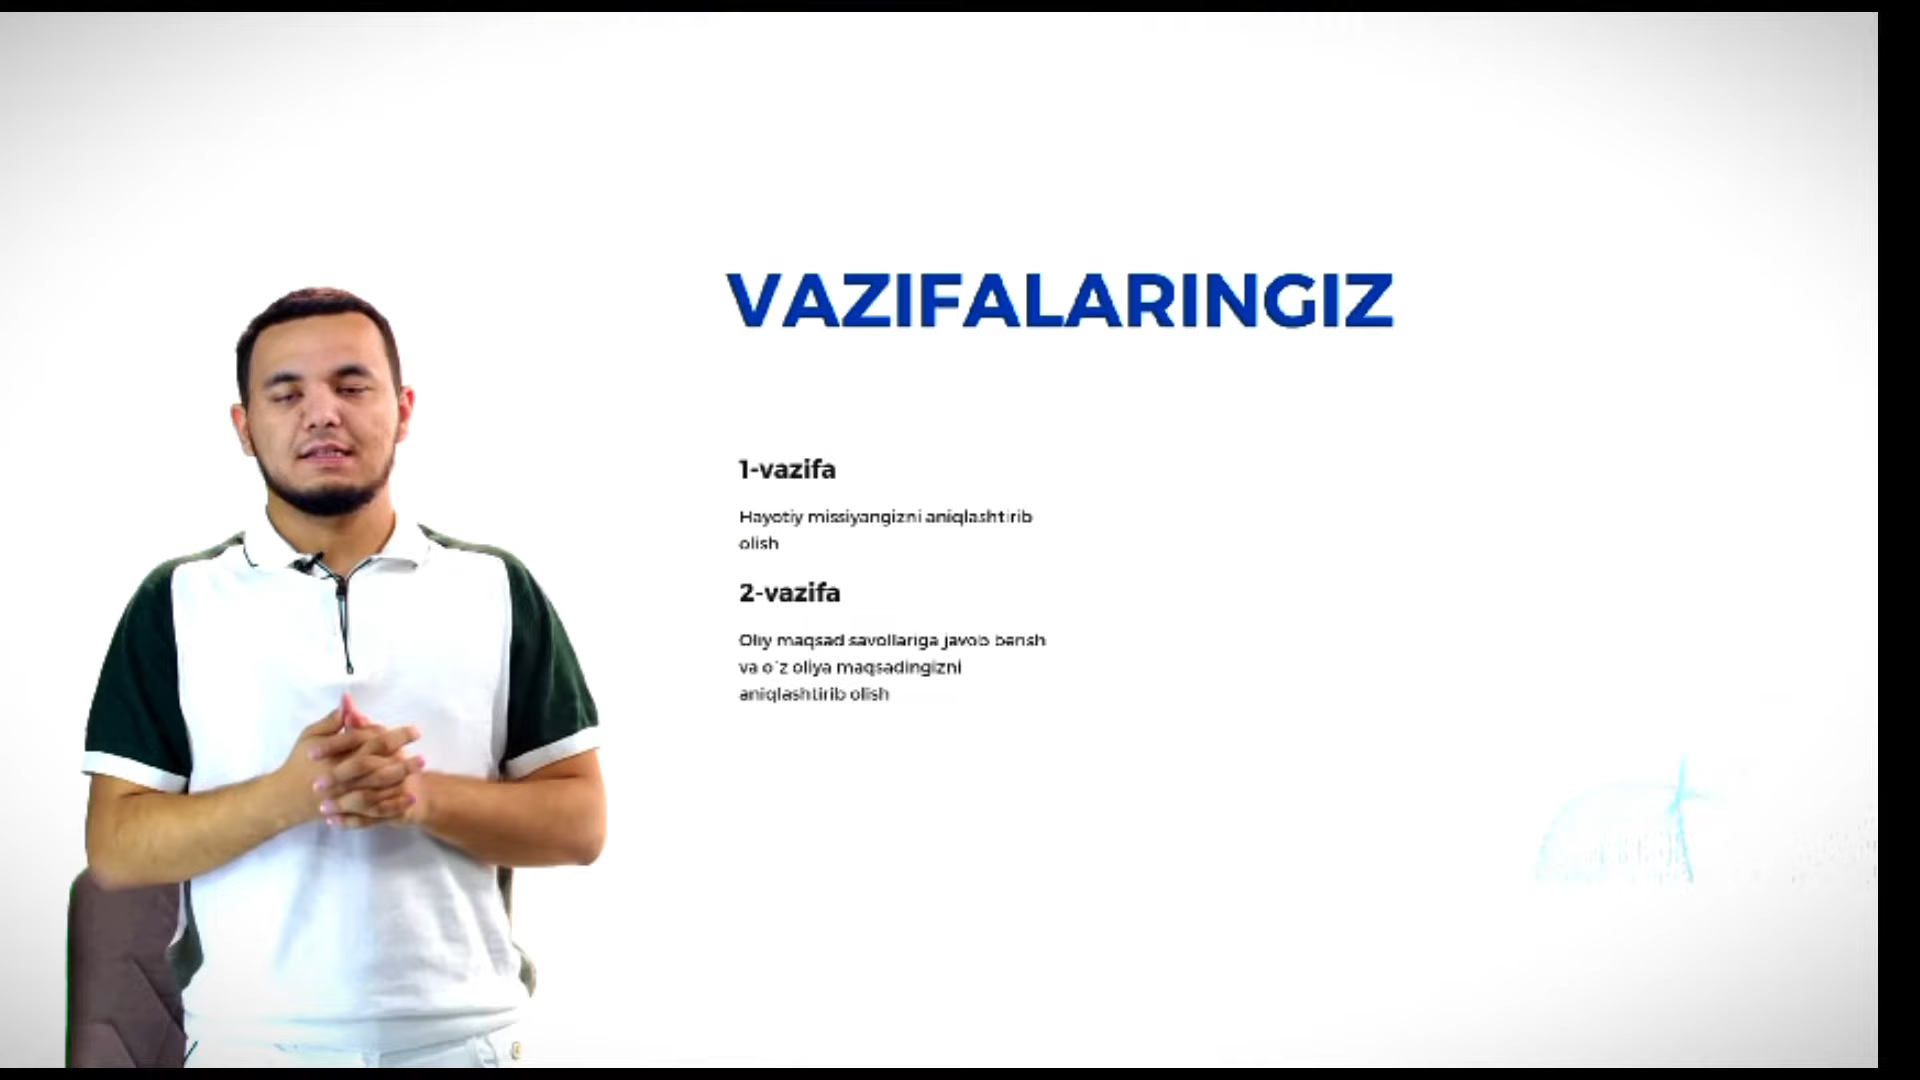 VAZIFALARINGIZ
1-vazifa
Hayotiy missiyangizni aniqlashtirib
olish
2-vazifa
Oliy maqsad savollariga javob berish
va o´z oliya maqsadingizni
aniqlashtirib olish